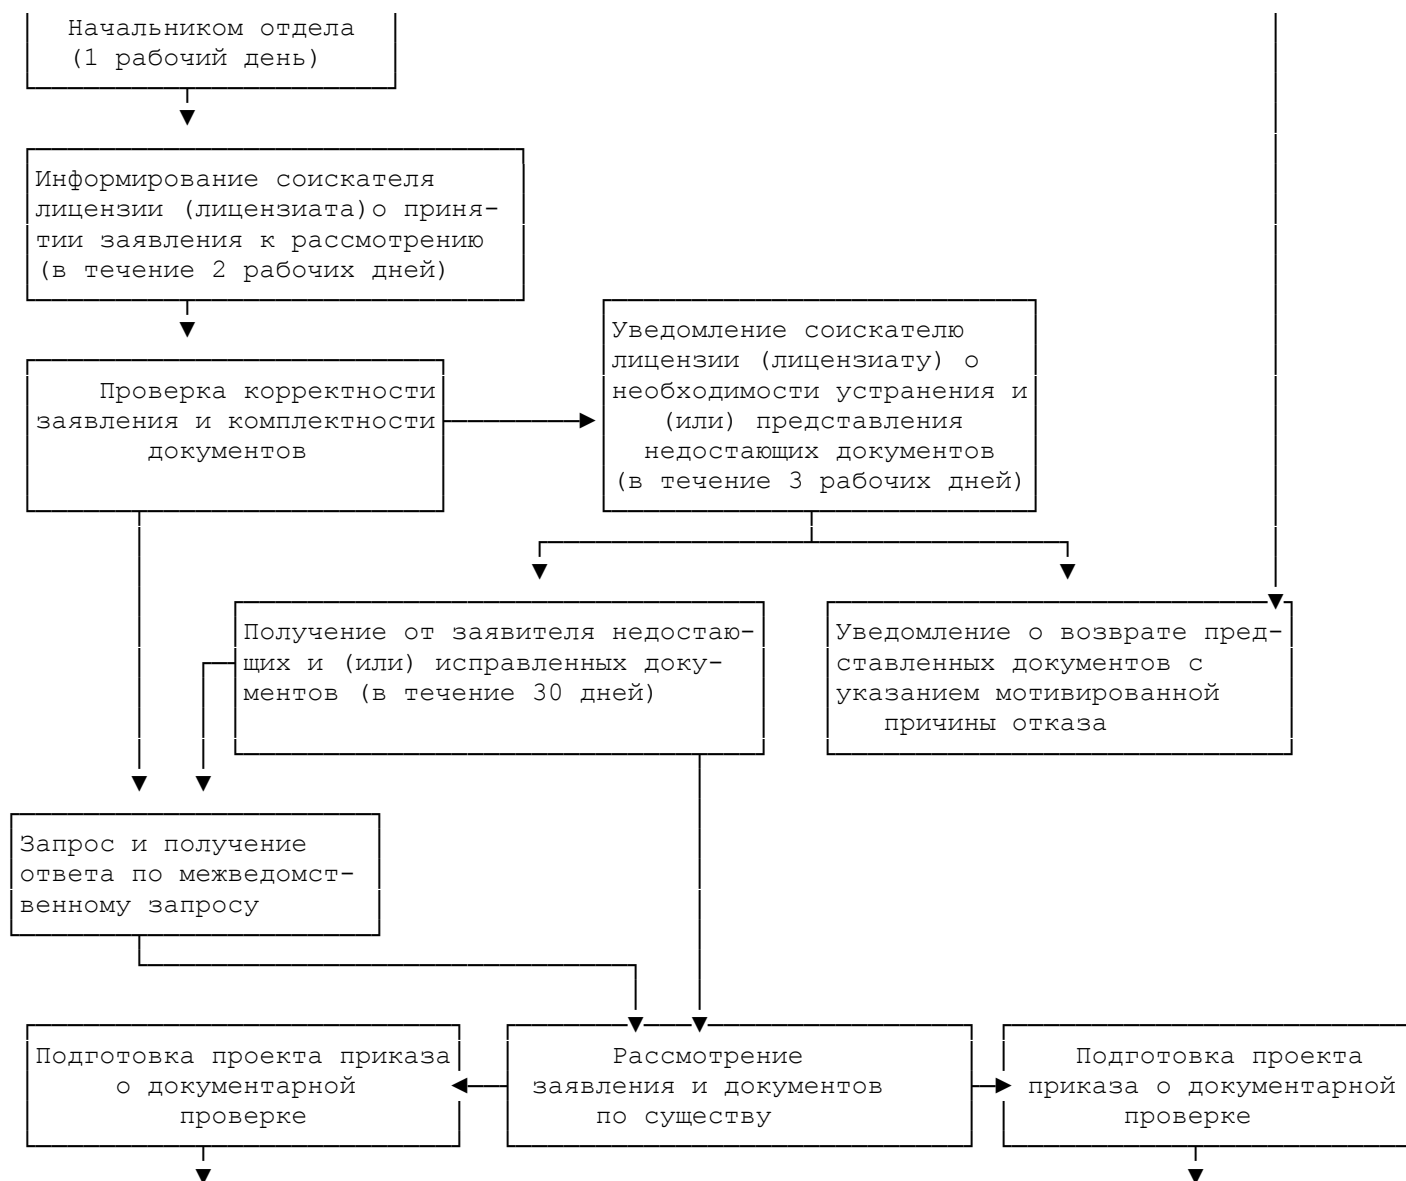 Начальником отдела
(1 рабочий день)
Информирование соискателя
лицензии (лицензиата)о приня-
тии заявления к рассмотрению
(в течение 2 рабочих дней)
Уведомление соискателю
лицензии (лицензиату) о
необходимости устранения и
(или) представления
недостающих документов
(в течение 3 рабочих дней)
Проверка корректности
заявления и комплектности
документов
Получение от заявителя недостаю-
щих и (или) исправленных доку-
ментов (в течение 30 дней)
Уведомление о возврате пред-
ставленных документов с
указанием мотивированной
причины отказа
Запрос и получение
ответа по межведомст-
венному запросу
Подготовка проекта приказа
о документарной
проверке
Рассмотрение
заявления и документов
по существу
Подготовка проекта
приказа о документарной
проверке